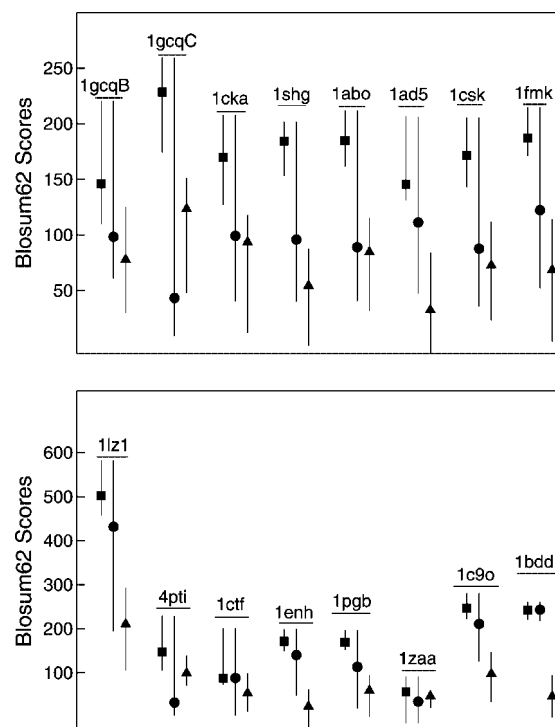 1gcqC
1gcqB 1cka 1shg 1abo 1ad5 1csk 1fmk
250
200
150
100
50
Blosum62 Scores
1lz1
4pti 1ctf 1enh 1pgb 1zaa 1c9o 1bdd
600
500
400
300
200
100
Blosum62 Scores